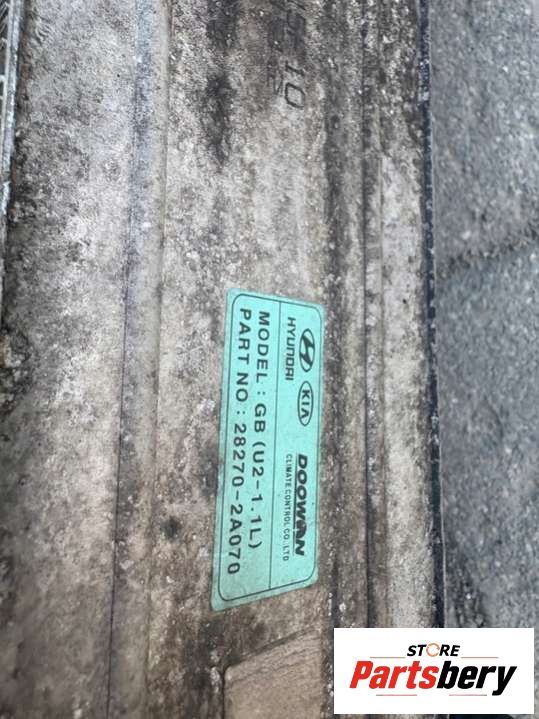 HYUNDAI
KIA
DOOWON
CLIMATE CONTROL CO., LTD
MODEL : GB (U2-1.1L)
PART NO : 28270-2A070
STORE
Partsbery